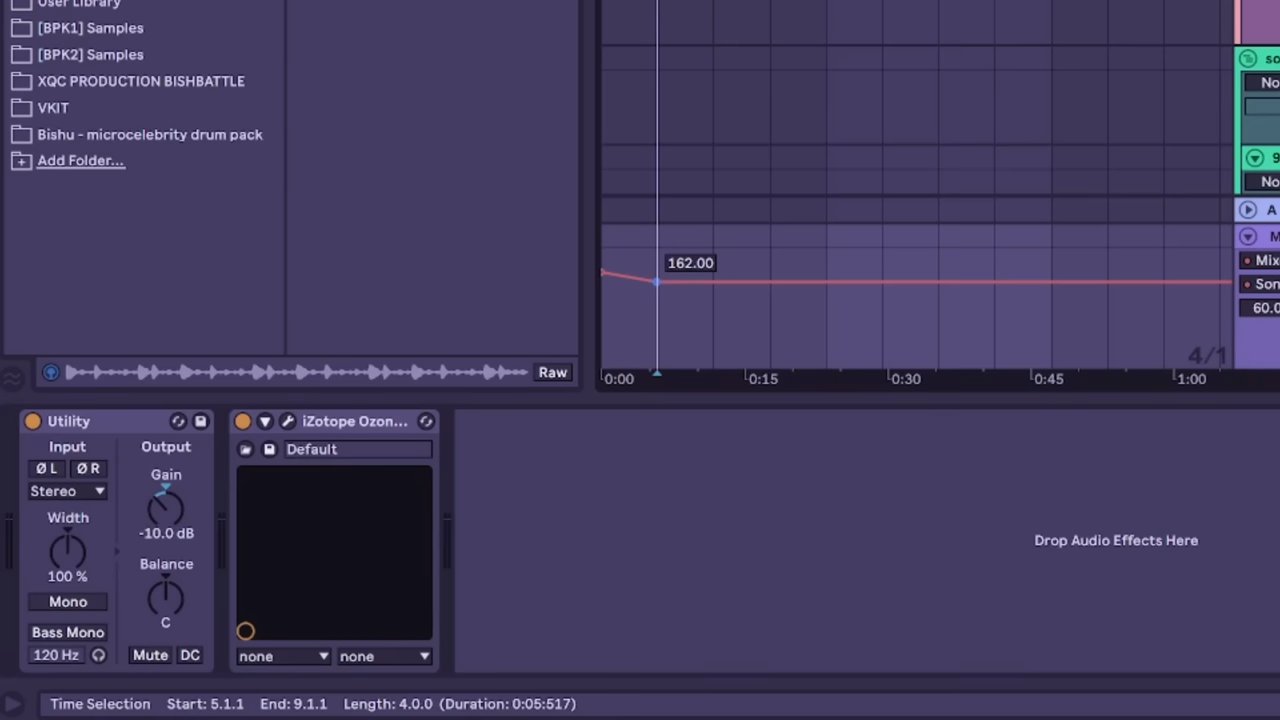 User Library
[BPK1] Samples
[BPK2] Samples
XQC PRODUCTION BISHBATTLE
VKIT
Bishu - microcelebrity drum pack
Add Folder...
Raw
162.00
4/1
0:00
0:15
0:30
0:45
1:00
so
No
9
No
A
M
Mix
Son
60.0
Utility
Input
Ø L
Ø R
Stereo
Width
100 %
Mono
Bass Mono
120 Hz
Output
Gain
-10.0 dB
Balance
C
Mute
DC
iZotope Ozon...
Default
none
none
Drop Audio Effects Here
Time Selection Start: 5.1.1 End: 9.1.1 Length: 4.0.0 (Duration: 0:05:517)